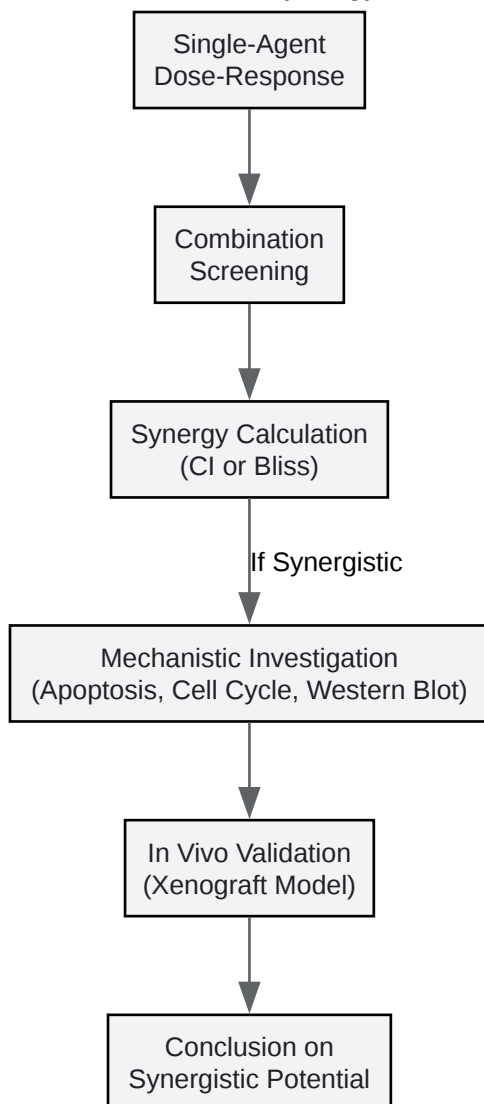 Single-Agent
Dose-Response
Combination
Screening
Synergy Calculation
(CI or Bliss)
If Synergistic
Mechanistic Investigation
(Apoptosis, Cell Cycle, Western Blot)
In Vivo Validation
(Xenograft Model)
Conclusion on
Synergistic Potential